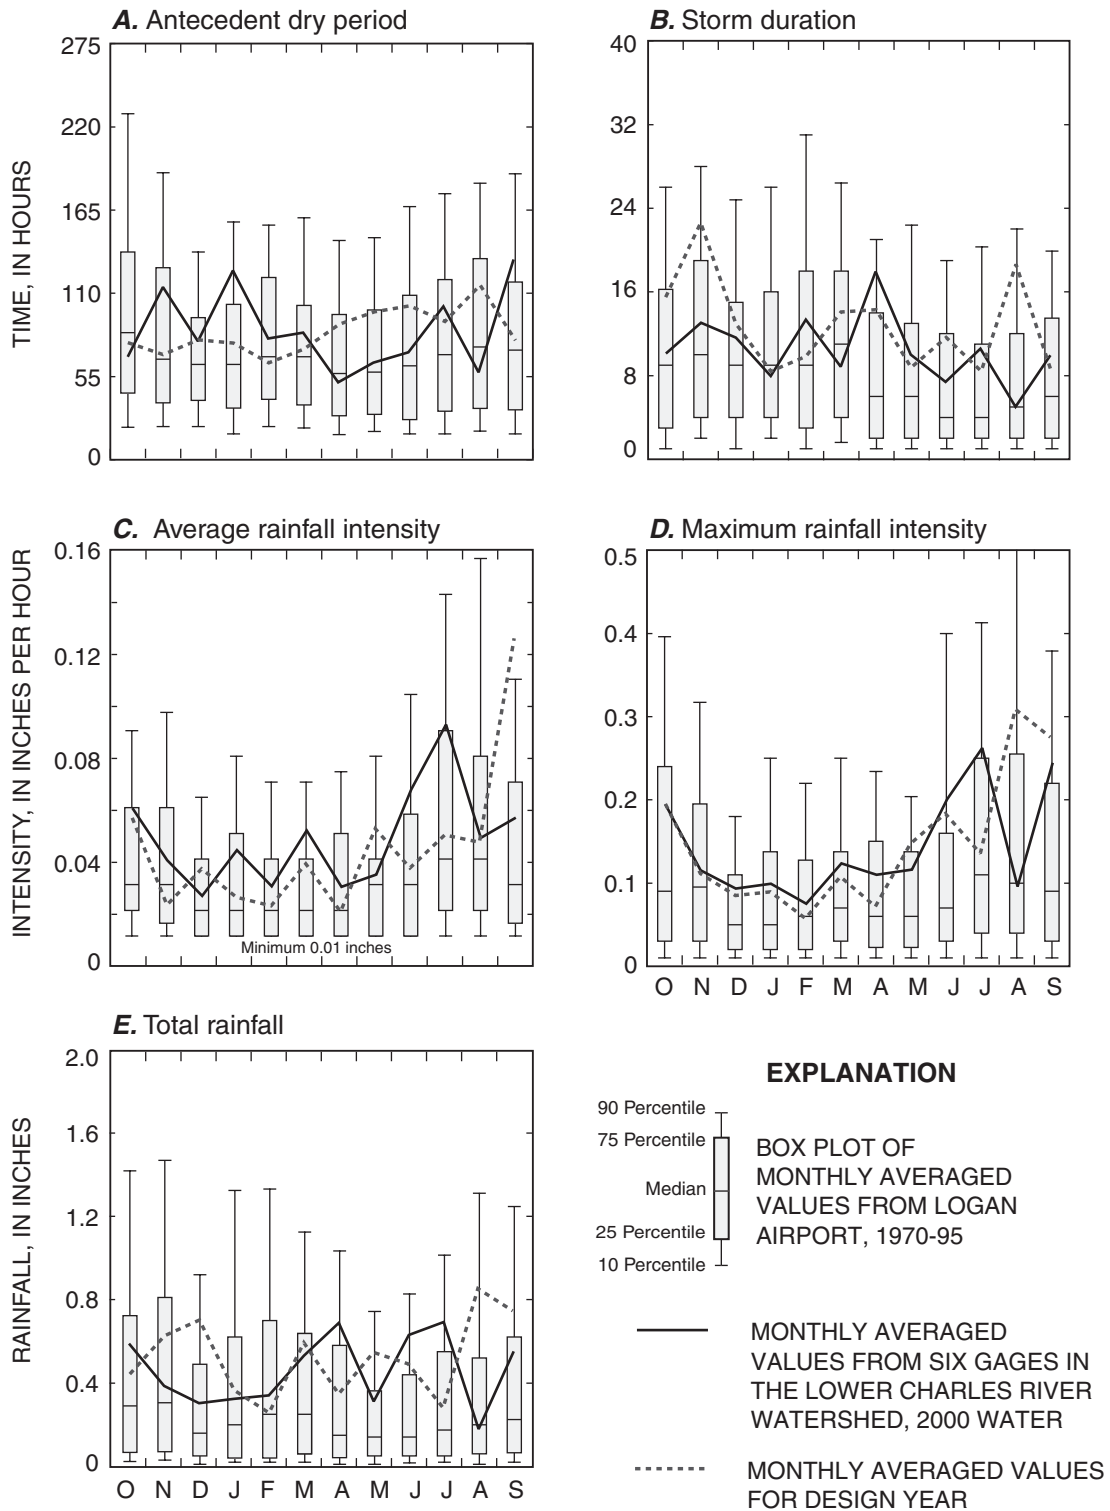 A. Antecedent dry period
275
220
165
110
55
0
TIME, IN HOURS
B. Storm duration
40
32
24
16
8
0
C. Average rainfall intensity
0.16
0.12
0.08
0.04
0
INTENSITY, IN INCHES PER HOUR
Minimum 0.01 inches
D. Maximum rainfall intensity
0.5
0.4
0.3
0.2
0.1
0
O N D J F M A M J J A S
E. Total rainfall
2.0
1.6
1.2
0.8
0.4
0
RAINFALL, IN INCHES
O N D J F M A M J J A S
EXPLANATION
90 Percentile
75 Percentile
Median
25 Percentile
10 Percentile
BOX PLOT OF
MONTHLY AVERAGED
VALUES FROM LOGAN
AIRPORT, 1970-95
MONTHLY AVERAGED
VALUES FROM SIX GAGES IN
THE LOWER CHARLES RIVER
WATERSHED, 2000 WATER
MONTHLY AVERAGED VALUES
FOR DESIGN YEAR